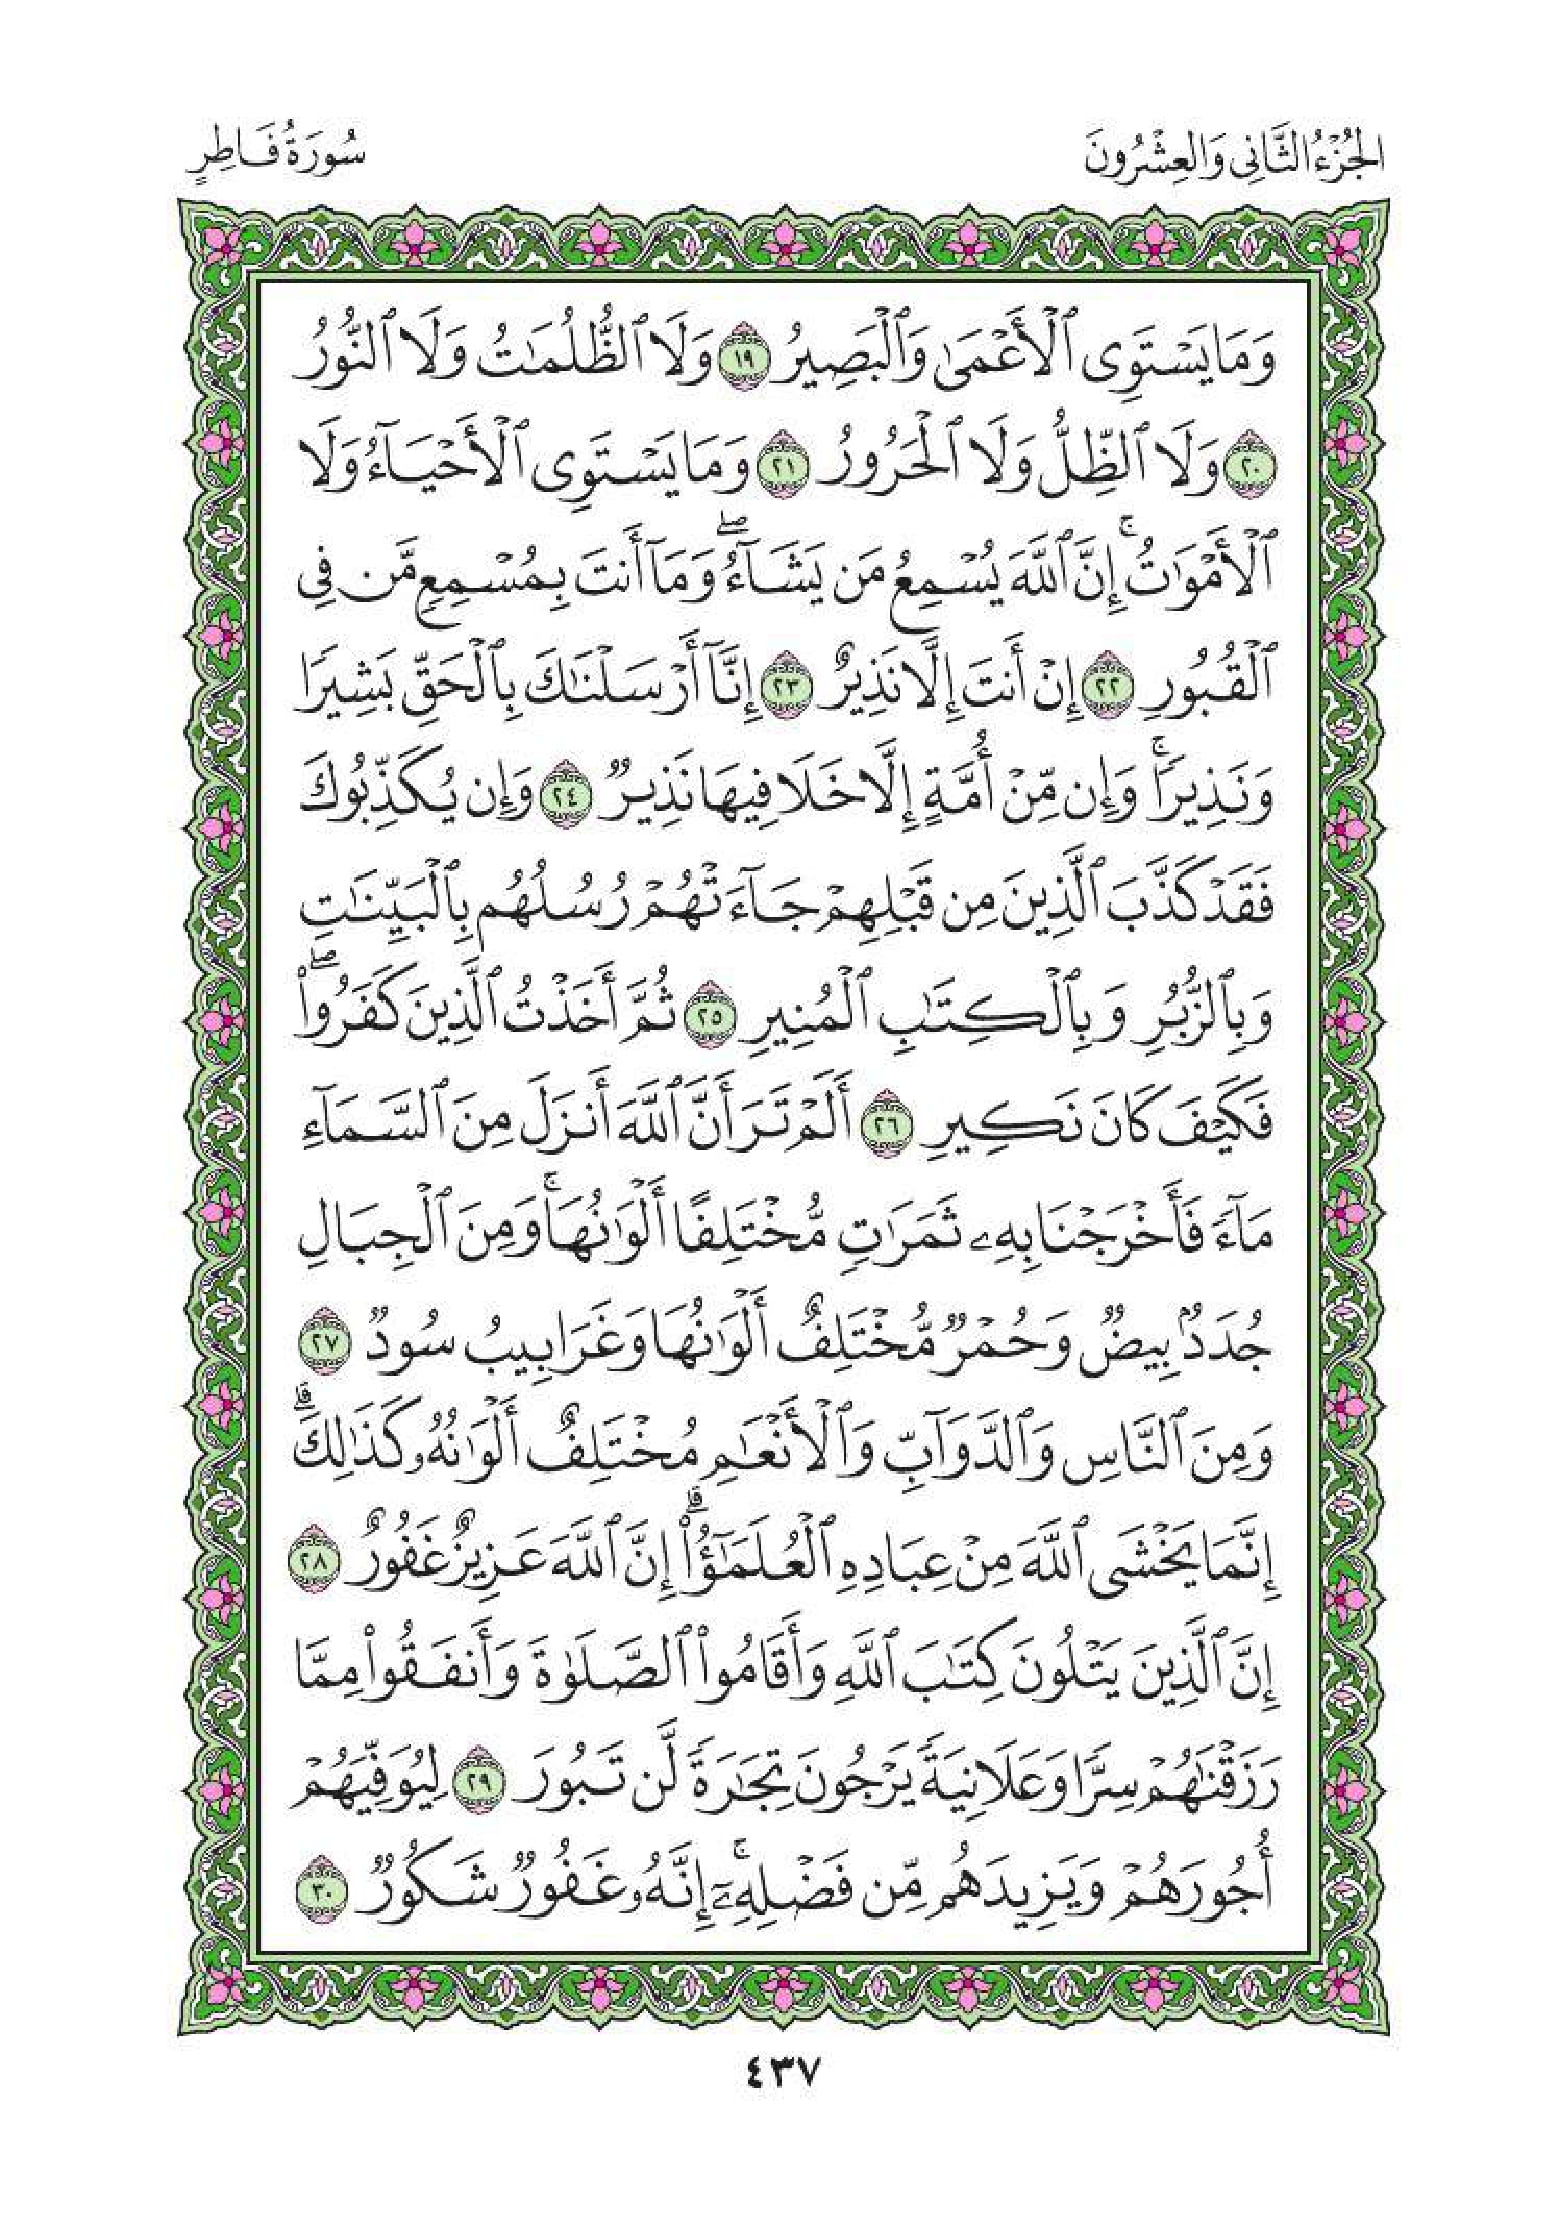 الجُزْءُ الثَّانِى وَالعِشْرُونَ
سُورَةُ فَاطِرٍ
وَمَا يَسْتَوِى ٱلْأَعْمَىٰ وَٱلْبَصِيرُ ١٩ وَلَا ٱلظُّلُمَٰتُ وَلَا ٱلنُّورُ
٢٠ وَلَا ٱلظِّلُّ وَلَا ٱلْحَرُورُ ٢١ وَمَا يَسْتَوِى ٱلْأَحْيَآءُ وَلَا
ٱلْأَمْوَٰتُ ۚ إِنَّ ٱللَّهَ يُسْمِعُ مَن يَشَآءُ ۖ وَمَآ أَنتَ بِمُسْمِعٍ مَّن فِى
ٱلْقُبُورِ ٢٢ إِنْ أَنتَ إِلَّا نَذِيرٌ ٢٣ إِنَّآ أَرْسَلْنَٰكَ بِٱلْحَقِّ بَشِيرًا
وَنَذِيرًا ۚ وَإِن مِّنْ أُمَّةٍ إِلَّا خَلَا فِيهَا نَذِيرٌ ٢٤ وَإِن يُكَذِّبُوكَ
فَقَدْ كَذَّبَ ٱلَّذِينَ مِن قَبْلِهِمْ جَآءَتْهُمْ رُسُلُهُم بِٱلْبَيِّنَٰتِ
وَبِٱلزُّبُرِ وَبِٱلْكِتَٰبِ ٱلْمُنِيرِ ٢٥ ثُمَّ أَخَذْتُ ٱلَّذِينَ كَفَرُوا۟ ۖ
فَكَيْفَ كَانَ نَكِيرِ ٢٦ أَلَمْ تَرَ أَنَّ ٱللَّهَ أَنزَلَ مِنَ ٱلسَّمَآءِ
مَآءً فَأَخْرَجْنَا بِهِۦ ثَمَرَٰتٍ مُّخْتَلِفًا أَلْوَٰنُهَا ۚ وَمِنَ ٱلْجِبَالِ
جُدَدٌۢ بِيضٌ وَحُمْرٌ مُّخْتَلِفٌ أَلْوَٰنُهَا وَغَرَابِيبُ سُودٌ ٢٧
وَمِنَ ٱلنَّاسِ وَٱلدَّوَآبِّ وَٱلْأَنْعَٰمِ مُخْتَلِفٌ أَلْوَٰنُهُۥ كَذَٰلِكَ ۗ
إِنَّمَا يَخْشَى ٱللَّهَ مِنْ عِبَادِهِ ٱلْعُلَمَٰٓؤُا۟ ۗ إِنَّ ٱللَّهَ عَزِيزٌ غَفُورٌ ٢٨
إِنَّ ٱلَّذِينَ يَتْلُونَ كِتَٰبَ ٱللَّهِ وَأَقَامُوا۟ ٱلصَّلَوٰةَ وَأَنفَقُوا۟ مِمَّا
رَزَقْنَٰهُمْ سِرًّا وَعَلَانِيَةً يَرْجُونَ تِجَٰرَةً لَّن تَبُورَ ٢٩ لِيُوَفِّيَهُمْ
أُجُورَهُمْ وَيَزِيدَهُم مِّن فَضْلِهِۦٓ ۚ إِنَّهُۥ غَفُورٌ شَكُورٌ ٣٠
٤٣٧